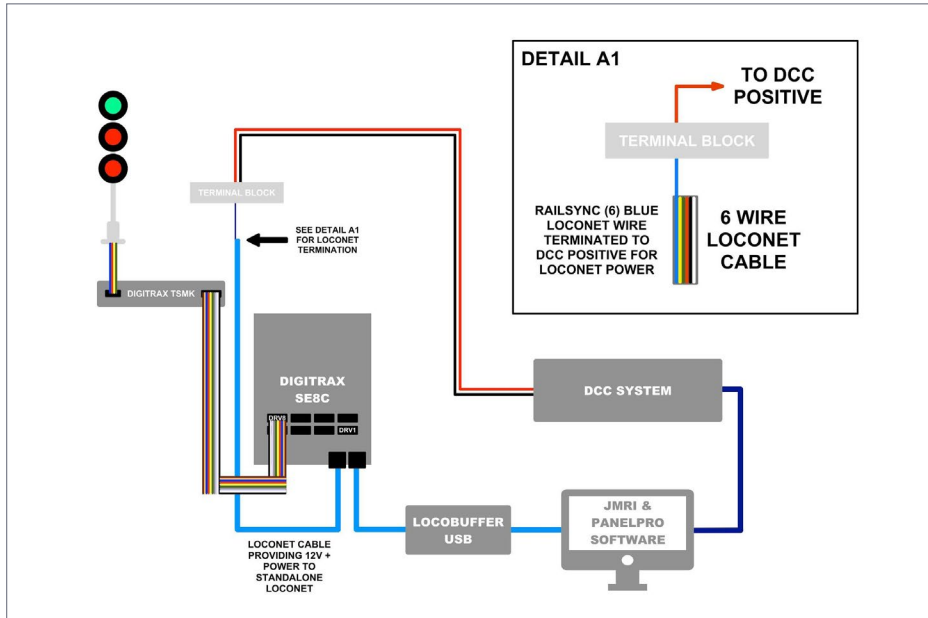 DETAIL A1
TO DCC
POSITIVE
TERMINAL BLOCK
RAILSYNC (6) BLUE
LOCONET WIRE
TERMINATED TO
DCC POSITIVE FOR
LOCONET POWER
6 WIRE
LOCONET
CABLE
TERMINAL BLOCK
SEE DETAIL A1
FOR LOCONET
TERMINATION
DIGITRAX TSMK
DIGITRAX
SE8C
DRV8
DRV1
DCC SYSTEM
LOCONET CABLE
PROVIDING 12V +
POWER TO
STANDALONE
LOCONET
LOCOBUFFER
USB
JMRI &
PANELPRO
SOFTWARE